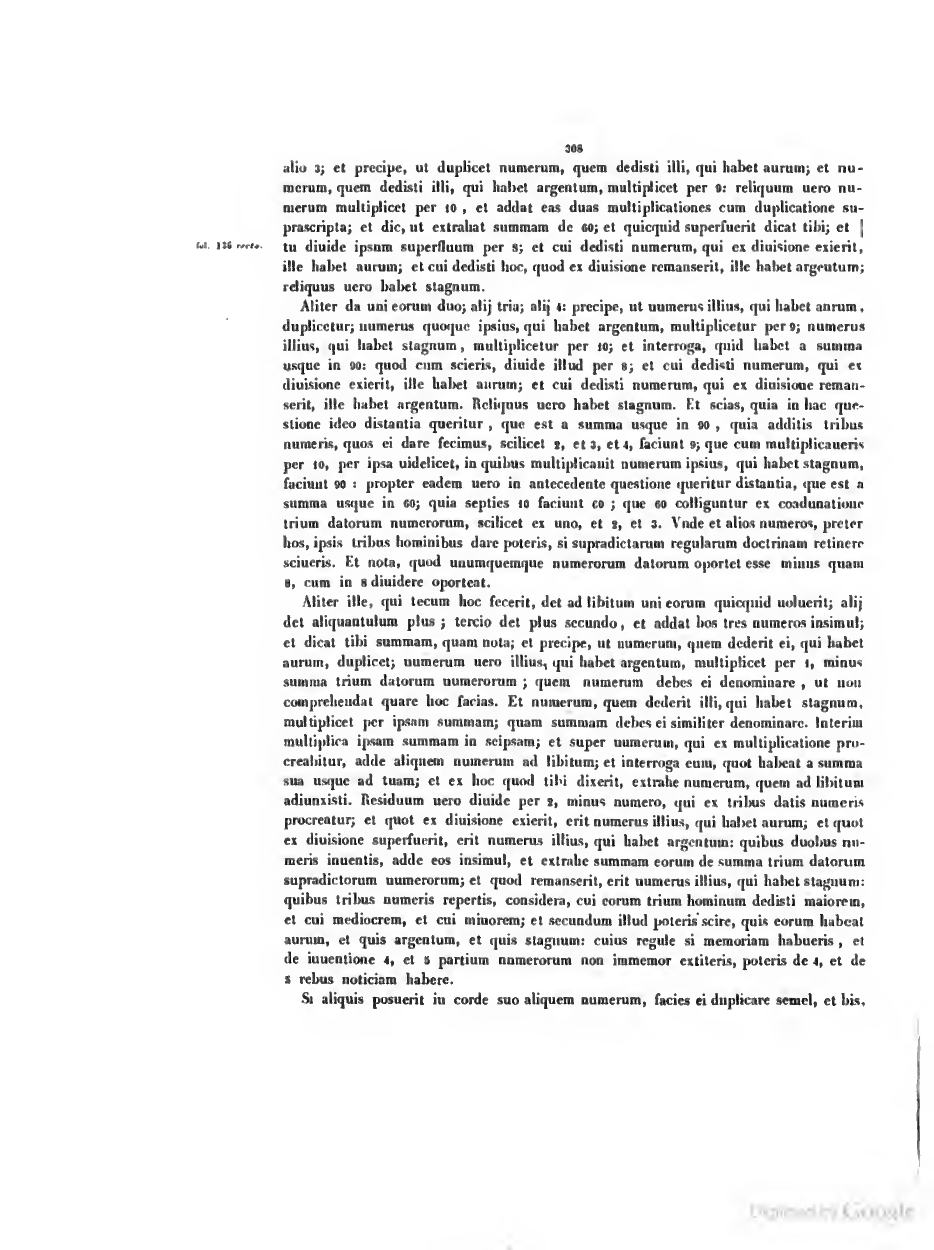 308
alio 3; et precipe, ut duplicet numerum, quem dedisti illi, qui habet aurum; et nu-
merum, quem dedisti illi, qui habet argentum, multiplicet per 9: reliquum uero nu-
merum multiplicet per 10 , et addat eas duas multiplicationes cum duplicatione su-
prascripta; et dic, ut extrahat summam de 60; et quicquid superfuerit dicat tibi; et |
fol. 136 recto.
tu diuide ipsum superfluum per 8; et cui dedisti numerum, qui ex diuisione exierit,
ille habet aurum; et cui dedisti hoc, quod ex diuisione remanserit, ille habet argentum;
reliquus uero habet stagnum.
Aliter da uni eorum duo; alij tria; alij 4: precipe, ut numerus illius, qui habet aurum,
duplicetur; numerus quoque ipsius, qui habet argentum, multiplicetur per 9; numerus
illius, qui habet stagnum, multiplicetur per 10; et interroga, quid habet a summa
usque in 90: quod cum scieris, diuide illud per 8; et cui dedisti numerum, qui ex
diuisione exierit, ille habet aurum; et cui dedisti numerum, qui ex diuisione reman-
serit, ille habet argentum. Reliquus uero habet stagnum. Et scias, quia in hac que-
stione ideo distantia queritur , que est a summa usque in 90 , quia additis tribus
numeris, quos ei dare fecimus, scilicet 2, et 3, et 4, faciunt 9; que cum multiplicaueris
per 10, per ipsa uidelicet, in quibus multiplicauit numerum ipsius, qui habet stagnum,
faciunt 90 : propter eadem uero in antecedente questione queritur distantia, que est a
summa usque in 60; quia septies 10 faciunt 60 ; que 60 colliguntur ex coadunatione
trium datorum numerorum, scilicet ex uno, et 2, et 3. Vnde et alios numeros, preter
hos, ipsis tribus hominibus dare poteris, si supradictarum regularum doctrinam retinere
sciueris. Et nota, quod unumquemque numerorum datorum oportet esse minus quam
8, cum in 8 diuidere oporteat.
Aliter ille, qui tecum hoc fecerit, det ad libitum uni eorum quicquid uoluerit; alij
det aliquantulum plus ; tercio det plus secundo, et addat hos tres numeros insimul;
et dicat tibi summam, quam nota; et precipe, ut numerum, quem dederit ei, qui habet
aurum, duplicet; numerum uero illius, qui habet argentum, multiplicet per 1, minus
summa trium datorum numerorum ; quem numerum debes ei denominare , ut non
comprehendat quare hoc facias. Et numerum, quem dederit illi, qui habet stagnum,
multiplicet per ipsam summam; quam summam debes ei similiter denominare. Interim
multiplica ipsam summam in seipsam; et super numerum, qui ex multiplicatione pro-
creabitur, adde aliquem numerum ad libitum; et interroga eum, quot habeat a summa
sua usque ad tuam; et ex hoc quod tibi dixerit, extrahe numerum, quem ad libitum
adiunxisti. Residuum uero diuide per 2, minus numero, qui ex tribus datis numeris
procreatur; et quot ex diuisione exierit, erit numerus illius, qui habet aurum; et quot
ex diuisione superfuerit, erit numerus illius, qui habet argentum: quibus duobus nu-
meris inuentis, adde eos insimul, et extrahe summam eorum de summa trium datorum
supradictorum numerorum; et quod remanserit, erit numerus illius, qui habet stagnum:
quibus tribus numeris repertis, considera, cui eorum trium hominum dedisti maiorem,
et cui mediocrem, et cui minorem; et secundum illud poteris scire, quis eorum habeat
aurum, et quis argentum, et quis stagnum: cuius regule si memoriam habueris , et
de inuentione 4, et 5 partium numerorum non immemor extiteris, poteris de 4, et de
5 rebus noticiam habere.
Si aliquis posuerit in corde suo aliquem numerum, facies ei duplicare semel, et bis,
Digitized by Google